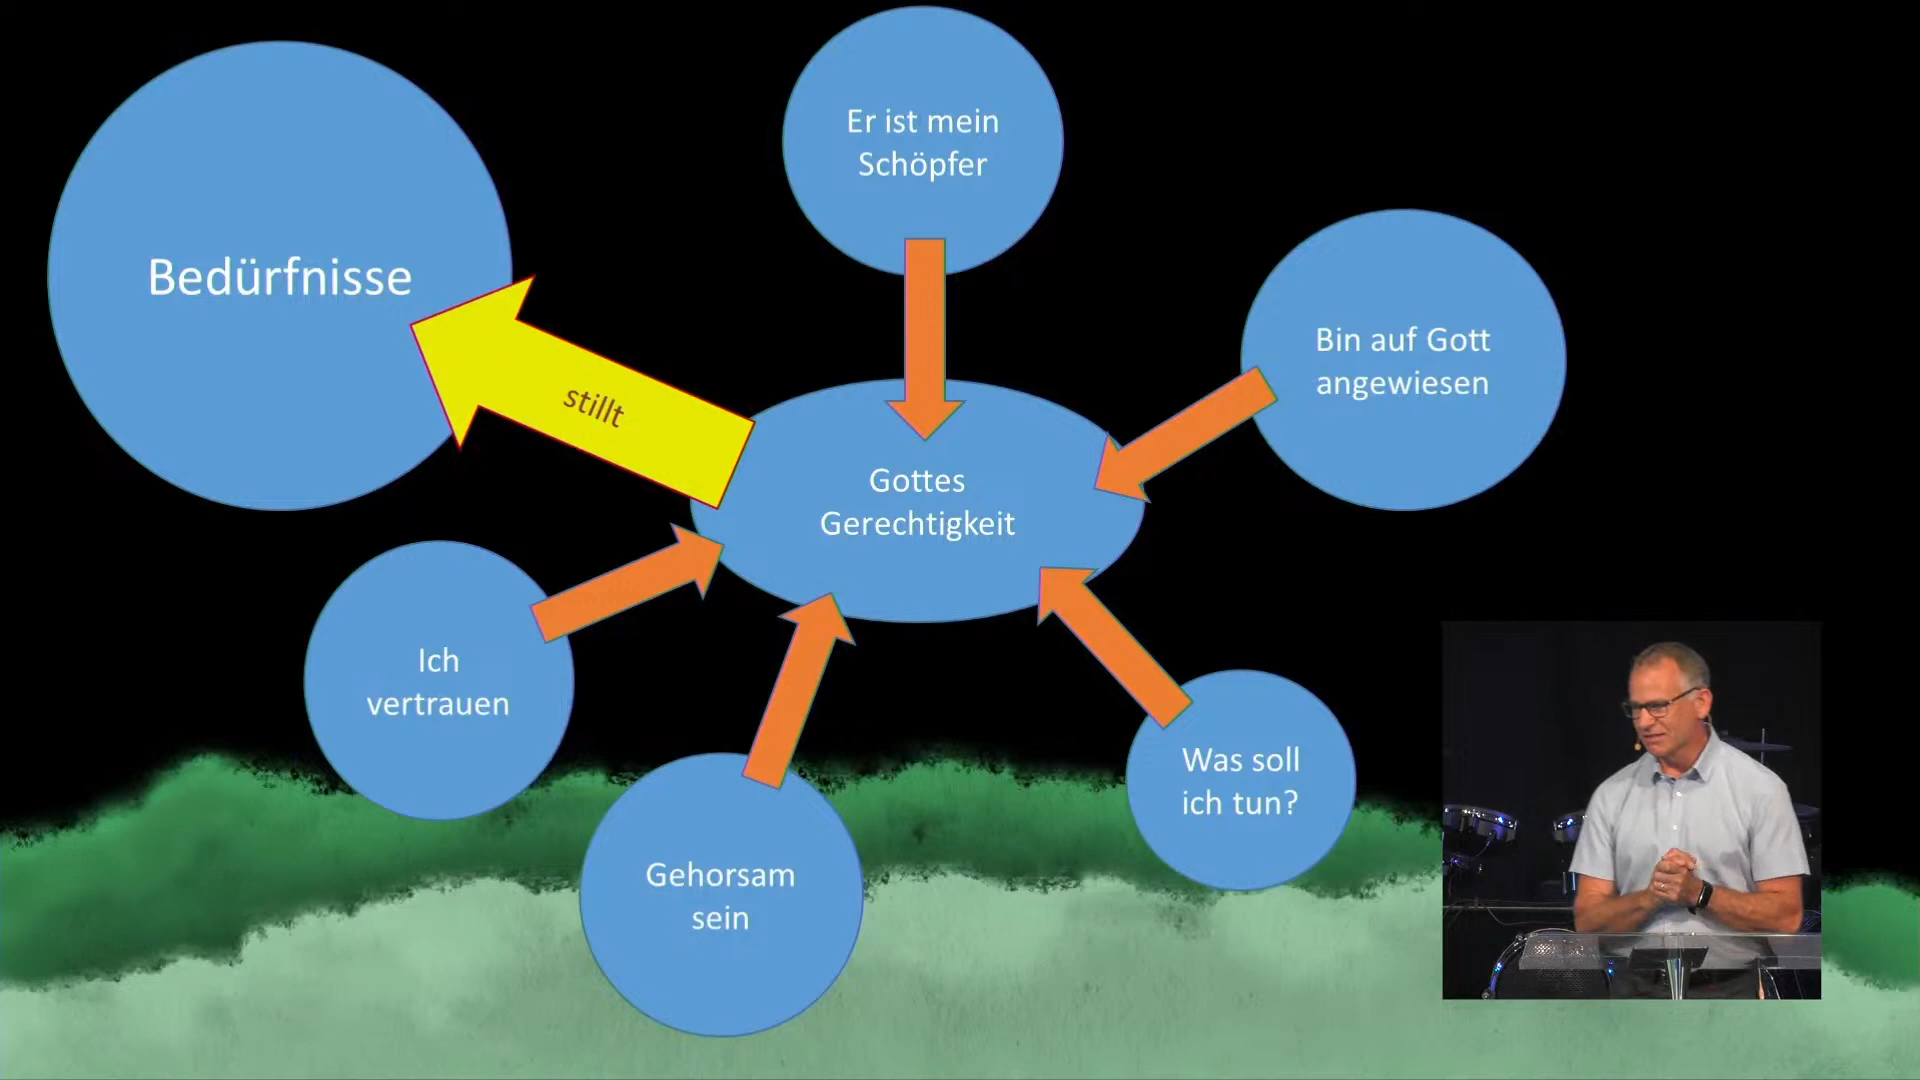 Er ist mein
Schöpfer
Bedürfnisse
Bin auf Gott
angewiesen
stillt
Gottes
Gerechtigkeit
Ich
vertrauen
Was soll
ich tun?
Gehorsam
sein